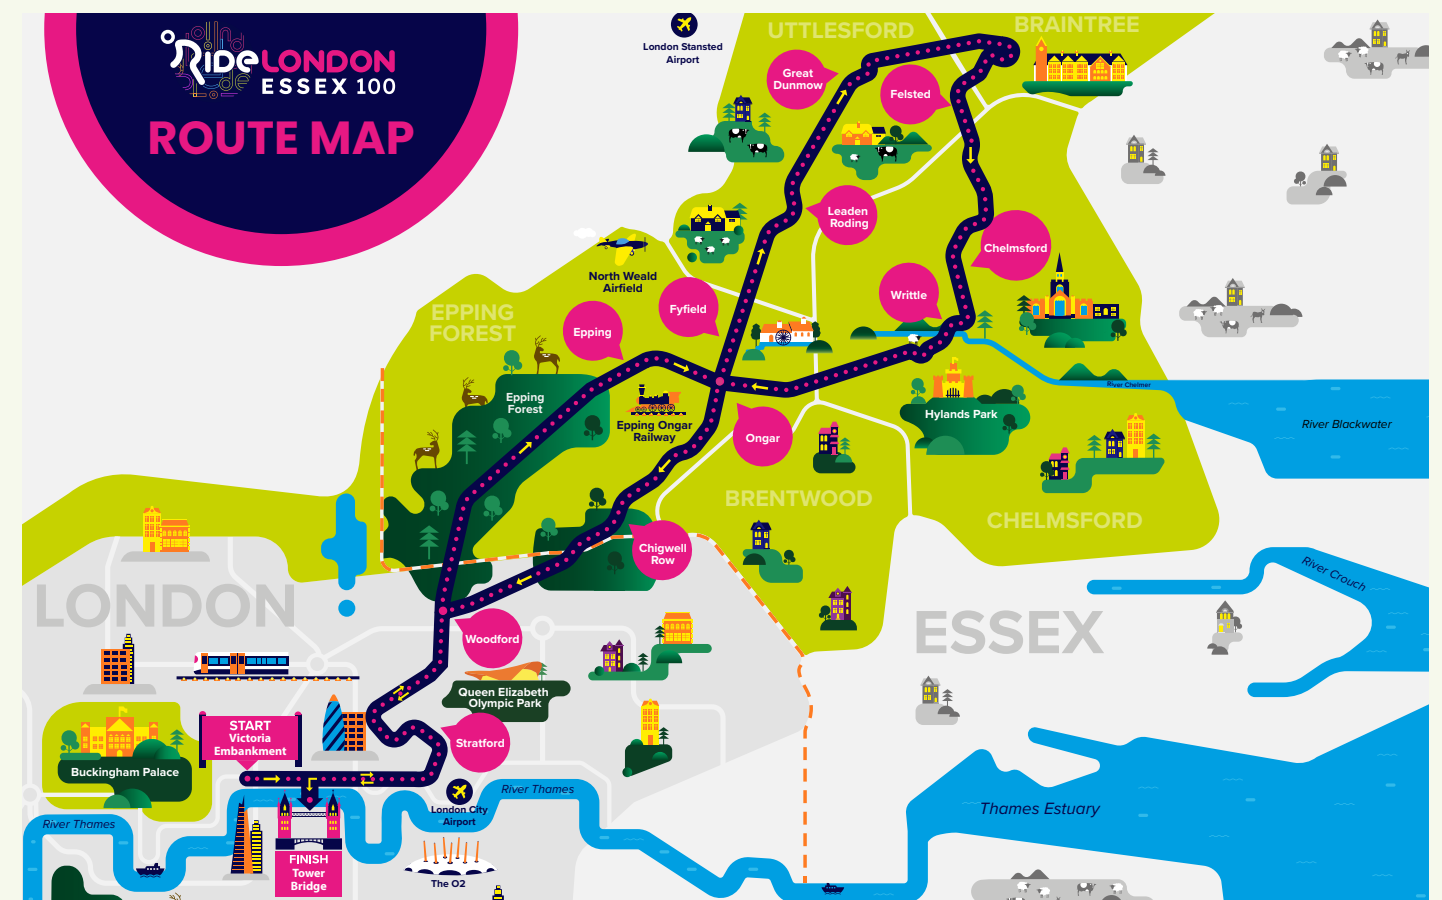 RIDE LONDON
ESSEX 100
ROUTE MAP
London Stansted
Airport
UTTLESFORD
BRAINTREE
Great
Dunmow
Felsted
Leaden
Roding
Chelmsford
North Weald
Airfield
Fyfield
Writtle
EPPING
FOREST
Epping
Epping
Forest
Epping Ongar
Railway
River Chelmer
Hylands Park
River Blackwater
Ongar
BRENTWOOD
CHELMSFORD
Chigwell
Row
River Crouch
LONDON
ESSEX
Woodford
Queen Elizabeth
Olympic Park
START
Victoria
Embankment
Stratford
Buckingham Palace
River Thames
London City
Airport
River Thames
Thames Estuary
FINISH
Tower
Bridge
The O2